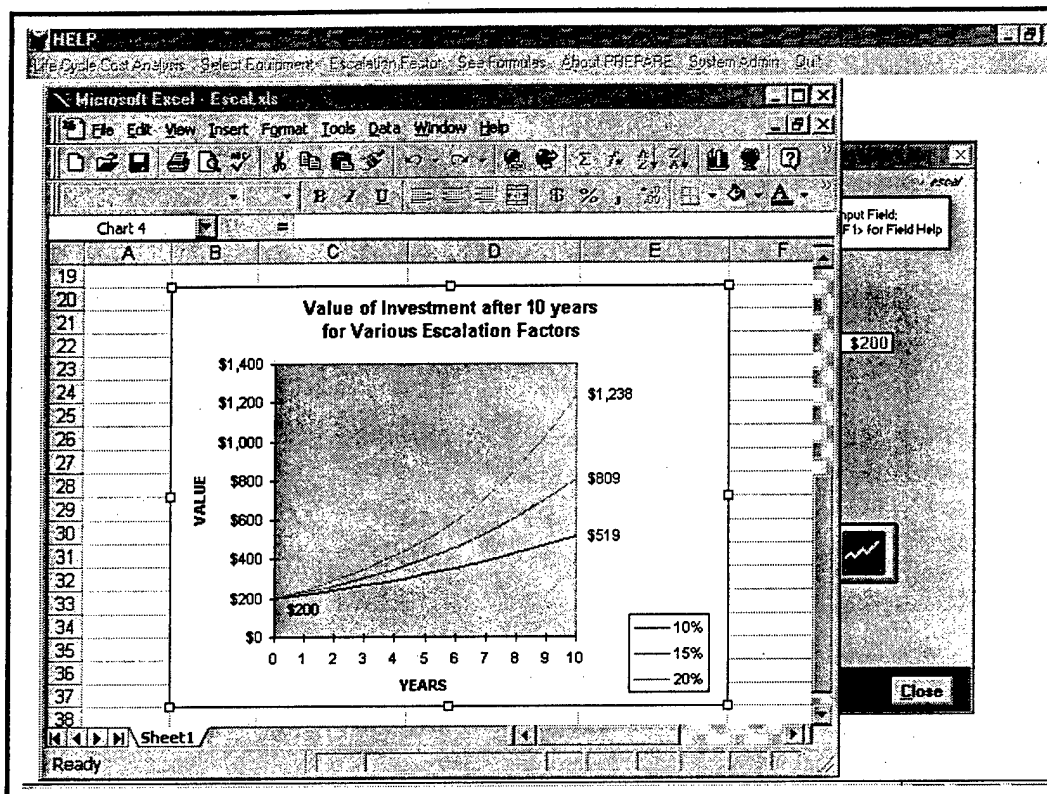 HELP
Life Cycle Cost Analysis Select Equipment Escalation Factor See Formulas About PREPARE System Admin Quit
Microsoft Excel - Escal.xls
File Edit View Insert Format Tools Data Window Help
B I U $ % ,
escal
Input Field;
F1> for Field Help
Chart 4 =
A B C D E F
19
20
21
22
23
24
25
26
27
28
29
30
31
32
33
34
35
36
37
38
Value of Investment after 10 years
for Various Escalation Factors
VALUE
$1,400
$1,200
$1,000
$800
$600
$400
$200
$0
$1,238
$809
$519
$200
0 1 2 3 4 5 6 7 8 9 10
YEARS
10%
15%
20%
$200
Close
Sheet1
Ready